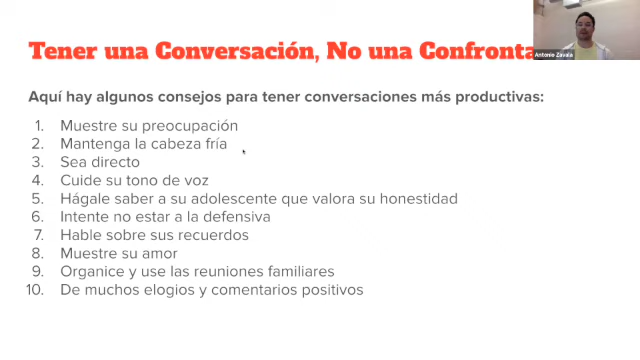 Tener una Conversación, No una Confronta
Antonio Zavala
Aquí hay algunos consejos para tener conversaciones más productivas:
1. Muestre su preocupación
2. Mantenga la cabeza fría
3. Sea directo
4. Cuide su tono de voz
5. Hágale saber a su adolescente que valora su honestidad
6. Intente no estar a la defensiva
7. Hable sobre sus recuerdos
8. Muestre su amor
9. Organice y use las reuniones familiares
10. De muchos elogios y comentarios positivos